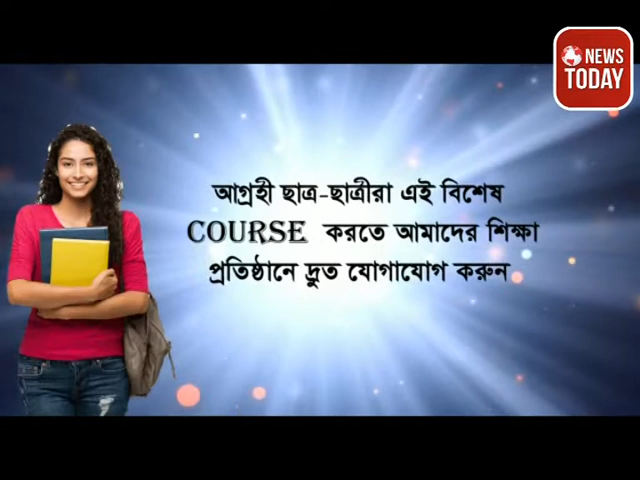 NEWS
TODAY
আগ্রহী ছাত্র-ছাত্রীরা এই বিশেষ
COURSE করতে আমাদের শিক্ষা
প্রতিষ্ঠানে দ্রুত যোগাযোগ করুন